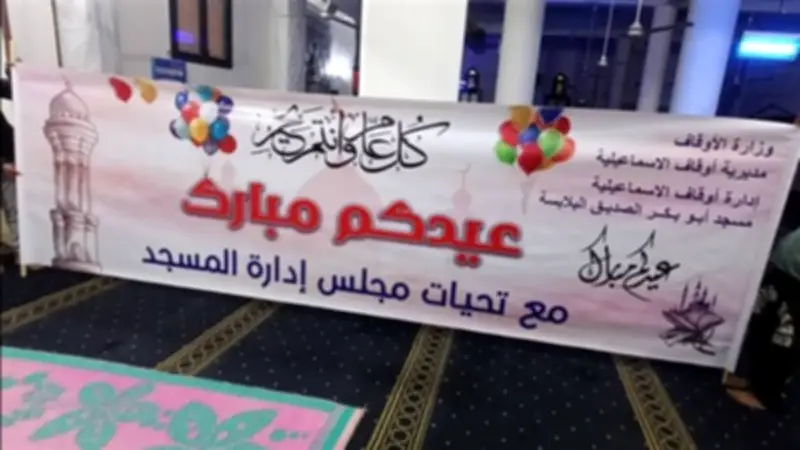 وزارة الأوقاف
مديرية أوقاف الاسماعيلية
إدارة أوقاف الاسماعيلية
مسجد أبو بكر الصديق البلابسة
كل عام وأنتم بخير
عيدكم مبارك
مع تحيات مجلس إدارة المسجد
عيدكم مبارك